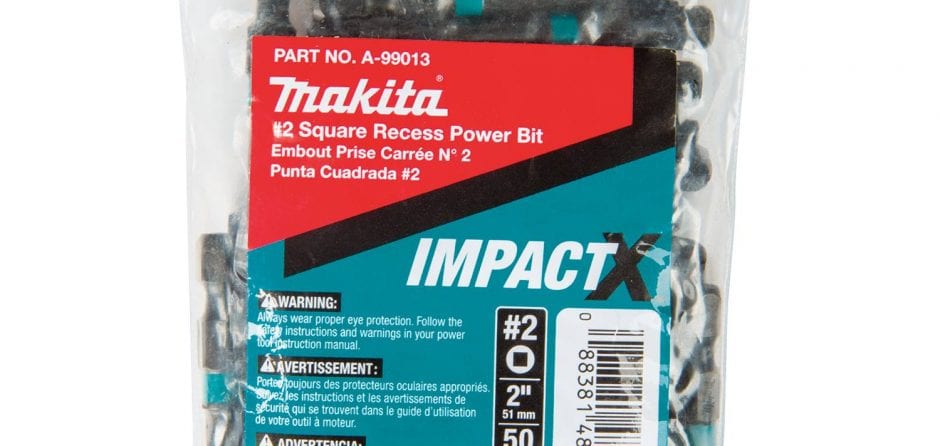 PART NO. A-99013
Makita®
#2 Square Recess Power Bit
Embout Prise Carrée N° 2
Punta Cuadrada #2
IMPACT X
WARNING:
Always wear proper eye protection. Follow the
safety instructions and warnings in your power
tool instruction manual.
AVERTISSEMENT:
Portez toujours des protecteurs oculaires appropriés.
Suivez les instructions et les avertissements de
sécurité qui se trouvent dans le guide d'utilisation
de votre outil à moteur.
ADVERTENCIA:
#2
2"
51 mm
50
0 88381 48